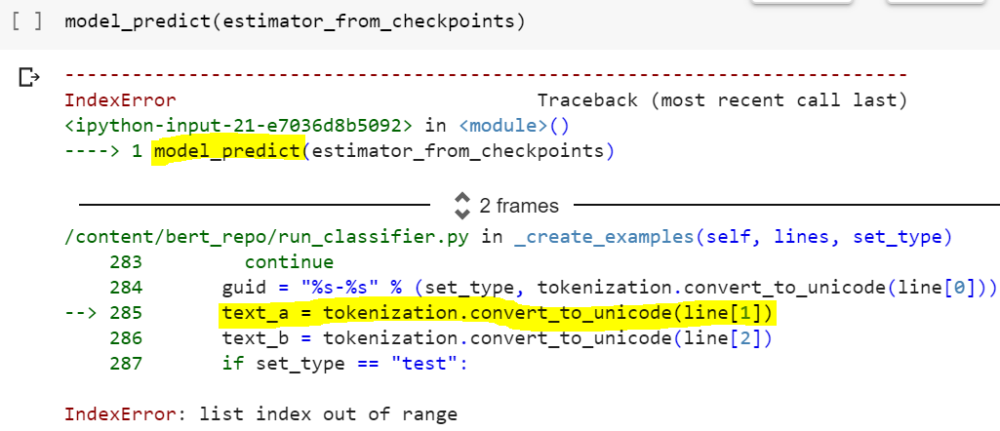 [ ] model_predict(estimator_from_checkpoints)
---------------------------------------------------------------------------
IndexError                                Traceback (most recent call last)
<ipython-input-21-e7036d8b5092> in <module>()
----> 1 model_predict(estimator_from_checkpoints)
2 frames
/content/bert_repo/run_classifier.py in _create_examples(self, lines, set_type)
    283         continue
    284       guid = "%s-%s" % (set_type, tokenization.convert_to_unicode(line[0]))
--> 285       text_a = tokenization.convert_to_unicode(line[1])
    286       text_b = tokenization.convert_to_unicode(line[2])
    287       if set_type == "test":
IndexError: list index out of range